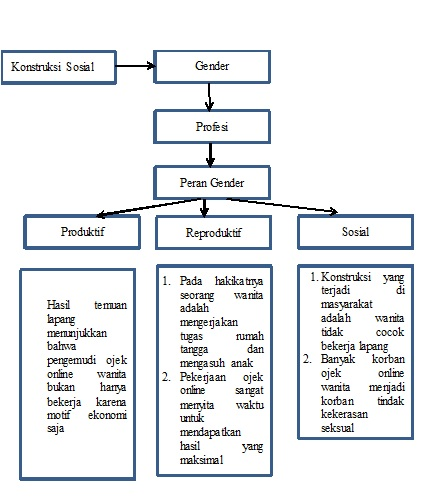 Konstruksi Sosial
Gender
Profesi
Peran Gender
Produktif
Reproduktif
Sosial
Hasil temuan
lapang
menunjukkan
bahwa
pengemudi ojek
online wanita
bukan hanya
bekerja karena
motif ekonomi
saja
1. Pada hakikatnya
seorang wanita
adalah
mengerjakan
tugas rumah
tangga dan
mengasuh anak
2. Pekerjaan ojek
online sangat
menyita waktu
untuk
mendapatkan
hasil yang
maksimal
1. Konstruksi yang
terjadi di
masyarakat
adalah wanita
tidak cocok
bekerja lapang
2. Banyak korban
ojek online
wanita menjadi
korban tindak
kekerasan
seksual